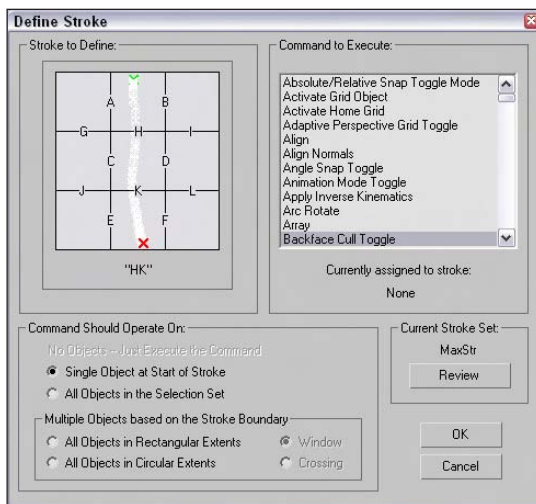 Define Stroke
Stroke to Define:
A B
G H I
C D
J K L
E F
"HK"
Command to Execute:
Absolute/Relative Snap Toggle Mode
Activate Grid Object
Activate Home Grid
Adaptive Perspective Grid Toggle
Align
Align Normals
Angle Snap Toggle
Animation Mode Toggle
Apply Inverse Kinematics
Arc Rotate
Array
Backface Cull Toggle
Currently assigned to stroke:
None
Command Should Operate On:
No Objects -- Just Execute the Command
Single Object at Start of Stroke
All Objects in the Selection Set
Multiple Objects based on the Stroke Boundary
All Objects in Rectangular Extents Window
All Objects in Circular Extents Crossing
Current Stroke Set:
MaxStr
Review
OK
Cancel